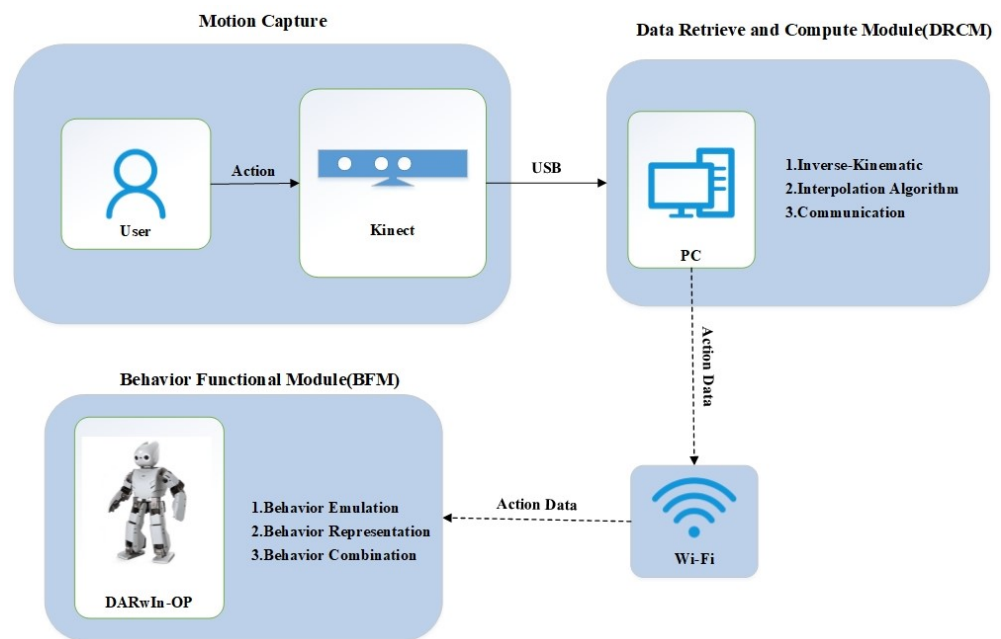 Motion Capture
Data Retrieve and Compute Module(DRCM)
User
Action
Kinect
USB
PC
1.Inverse-Kinematic
2.Interpolation Algorithm
3.Communication
Action Data
Wi-Fi
Action Data
Behavior Functional Module(BFM)
DARwIn-OP
1.Behavior Emulation
2.Behavior Representation
3.Behavior Combination